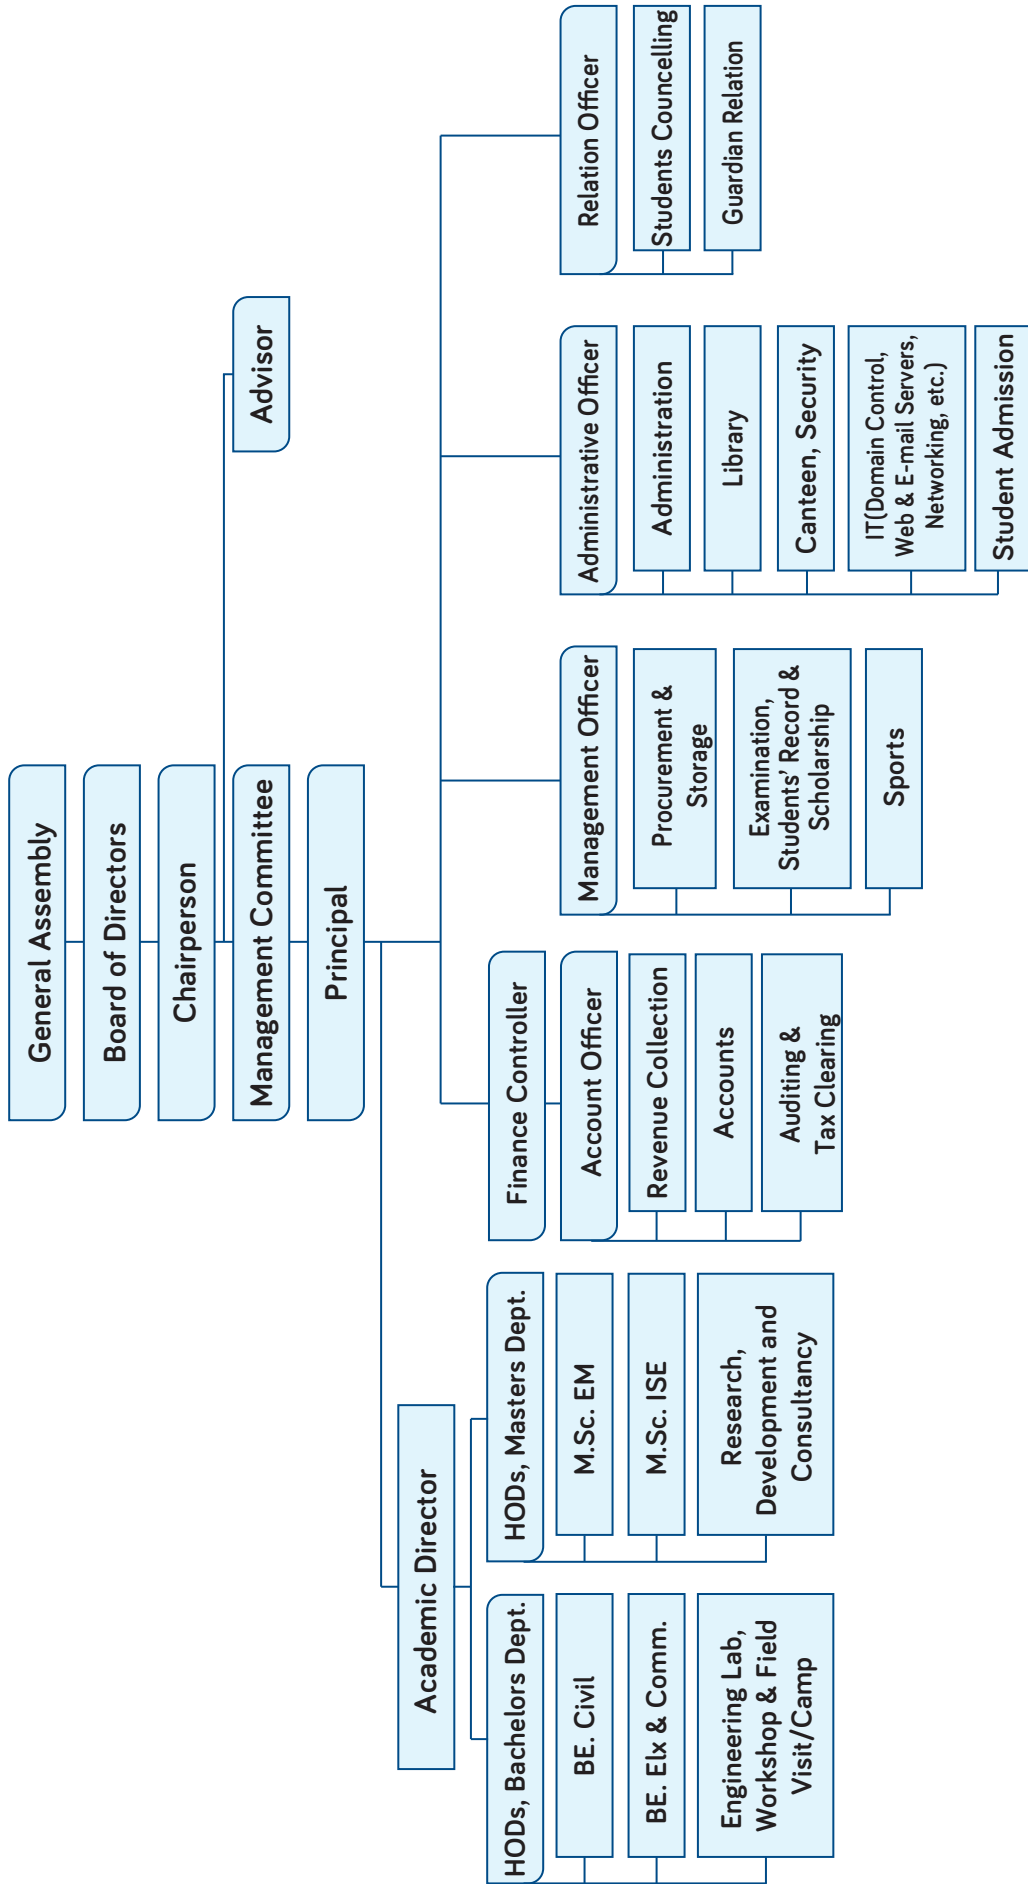 General Assembly
Board of Directors
Chairperson
Advisor
Management Committee
Principal
Academic Director
HODs, Bachelors Dept.
BE. Civil
BE. Elx & Comm.
Engineering Lab,
Workshop & Field
Visit/Camp
HODs, Masters Dept.
M.Sc. EM
M.Sc. ISE
Research,
Development and
Consultancy
Finance Controller
Account Officer
Revenue Collection
Accounts
Auditing &
Tax Clearing
Management Officer
Procurement &
Storage
Examination,
Students' Record &
Scholarship
Sports
Administrative Officer
Administration
Library
Canteen, Security
IT(Domain Control,
Web & E-mail Servers,
Networking, etc.)
Student Admission
Relation Officer
Students Councelling
Guardian Relation